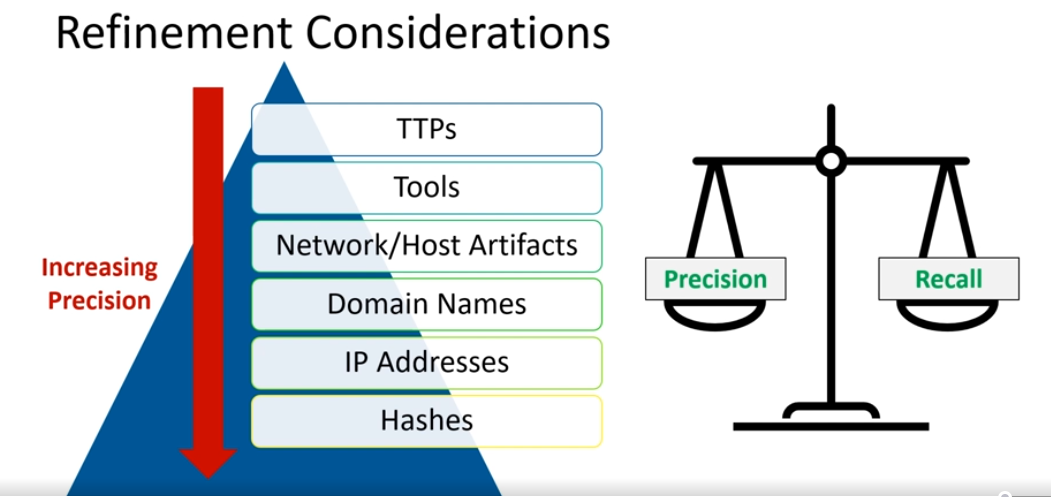 Refinement Considerations
TTPs
Tools
Network/Host Artifacts
Domain Names
IP Addresses
Hashes
Increasing
Precision
Precision
Recall